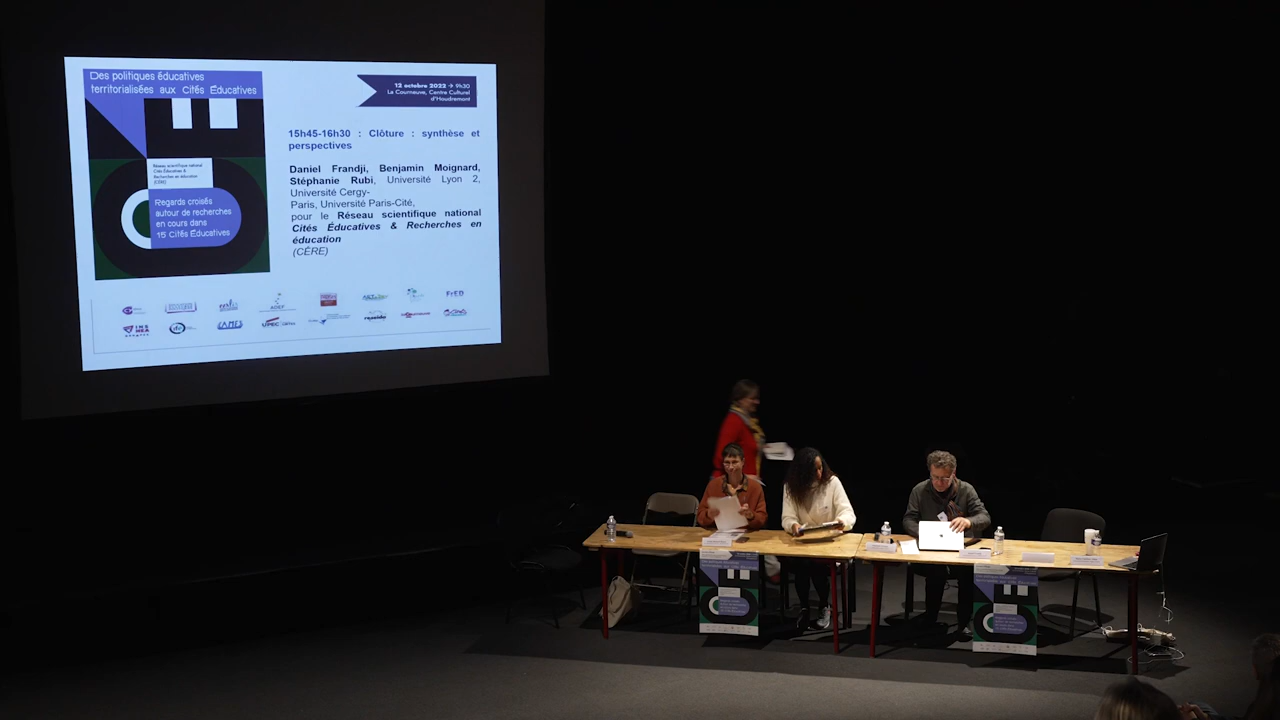 Des politiques éducatives
territorialisées aux Cités Éducatives
12 octobre 2022 → 9h30
La Courneuve, Centre Culturel
d'Houdremont
15h45-16h30 : Clôture : synthèse et
perspectives
Daniel Frandji, Benjamin Moignard,
Stéphanie Rubi, Université Lyon 2,
Université Cergy-
Paris, Université Paris-Cité,
pour le Réseau scientifique national
Cités Éducatives & Recherches en
éducation
(CÉRE)
Réseau scientifique national
Cités Éducatives &
Recherches en éducation
(CÉRE)
Regards croisés
autour de recherches
en cours dans
15 Cités Éducatives
FrED
UPEC